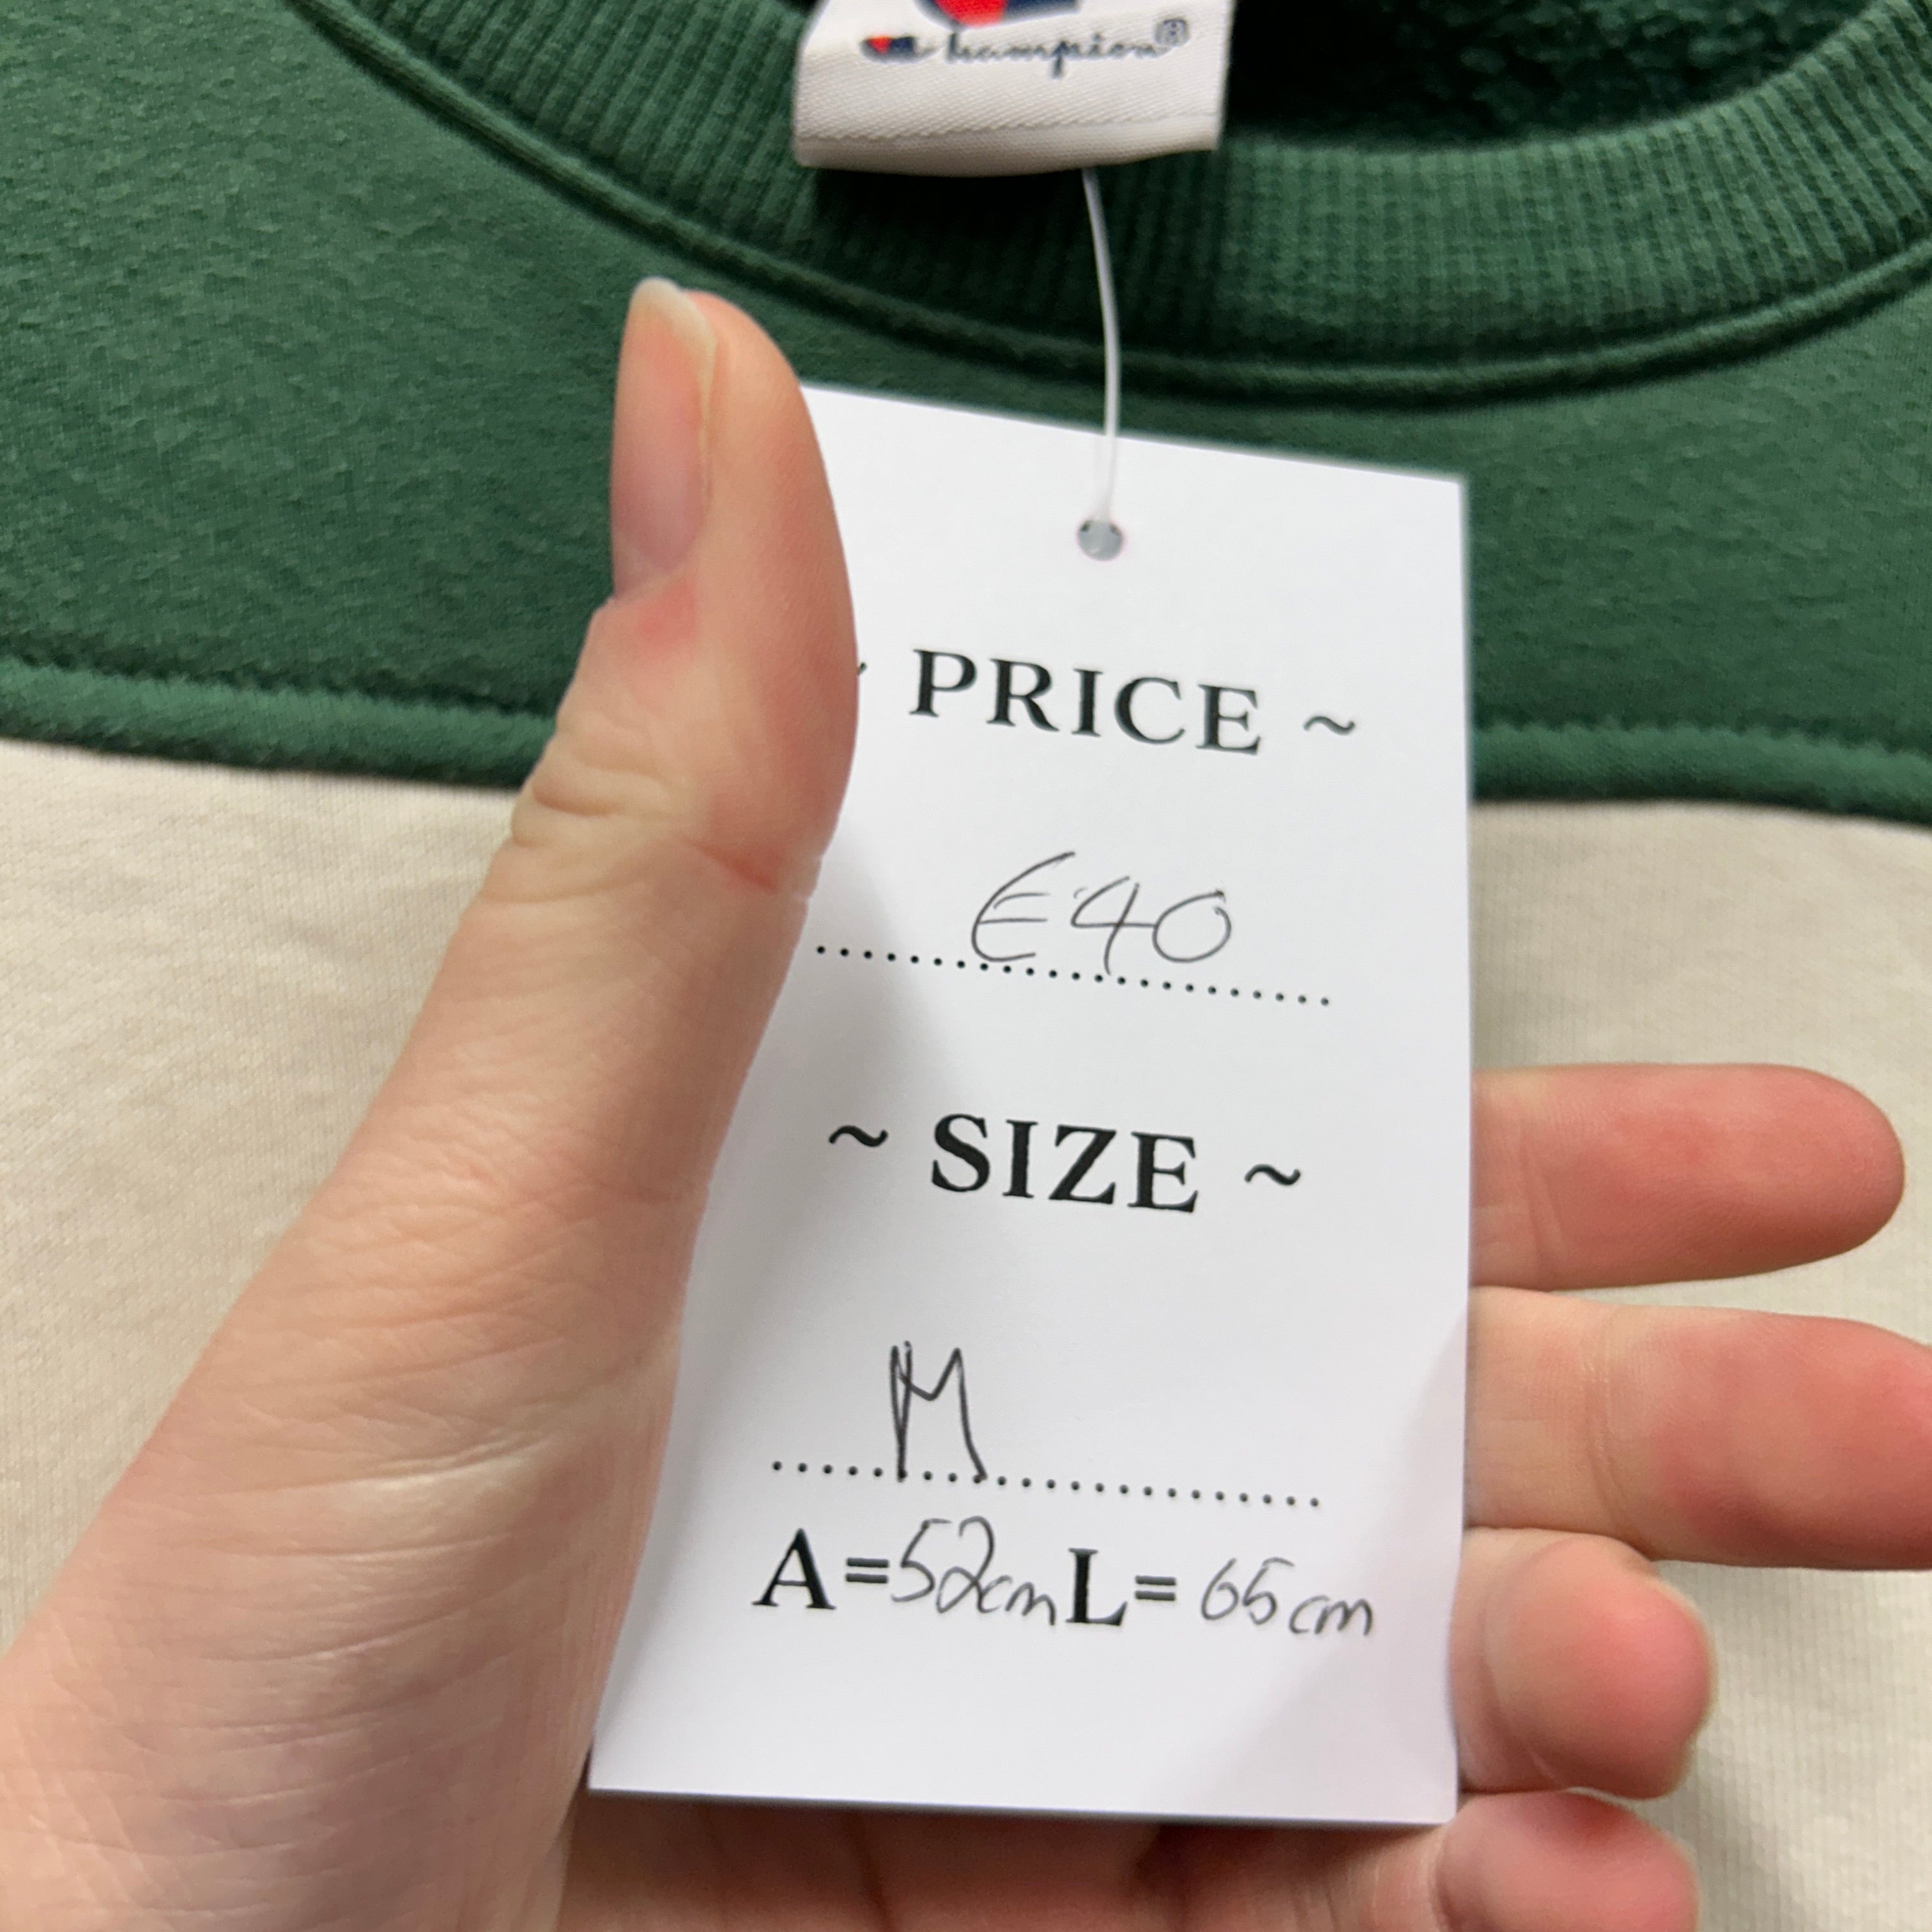 Champion®
~ PRICE ~
€40
~ SIZE ~
M
A=52cm L=65cm